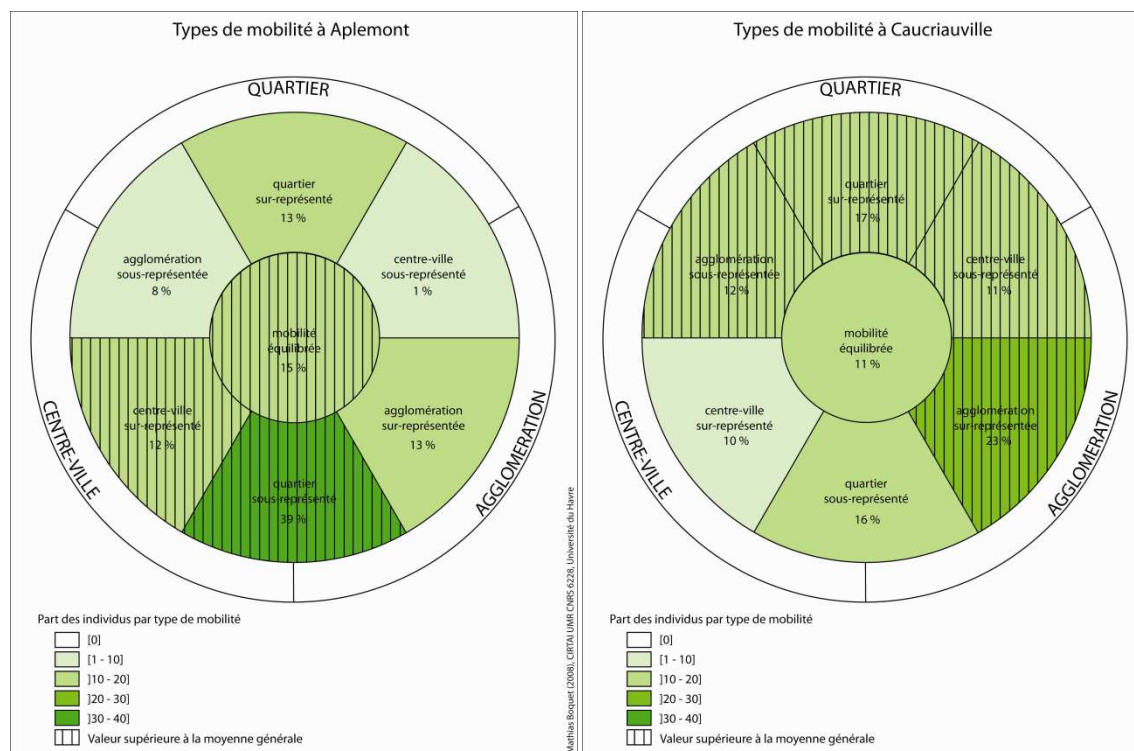 Types de mobilité à Aplemont
QUARTIER
quartier
sur-représenté
13 %
agglomération
sous-représentée
8 %
centre-ville
sous-représenté
1 %
mobilité
équilibrée
15 %
centre-ville
sur-représenté
12 %
agglomération
sur-représentée
13 %
quartier
sous-représenté
39 %
CENTRE-VILLE
AGGLOMERATION
Part des individus par type de mobilité
[0]
[1 - 10]
]10 - 20]
]20 - 30]
]30 - 40]
Valeur supérieure à la moyenne générale
Mathias Boquet (2008), CIRTAI UMR CNRS 6228, Université du Havre
Types de mobilité à Caucriauville
QUARTIER
quartier
sur-représenté
17 %
agglomération
sous-représentée
12 %
centre-ville
sous-représenté
11 %
mobilité
équilibrée
11 %
centre-ville
sur-représenté
10 %
agglomération
sur-représentée
23 %
quartier
sous-représenté
16 %
CENTRE-VILLE
AGGLOMERATION
Part des individus par type de mobilité
[0]
[1 - 10]
]10 - 20]
]20 - 30]
]30 - 40]
Valeur supérieure à la moyenne générale